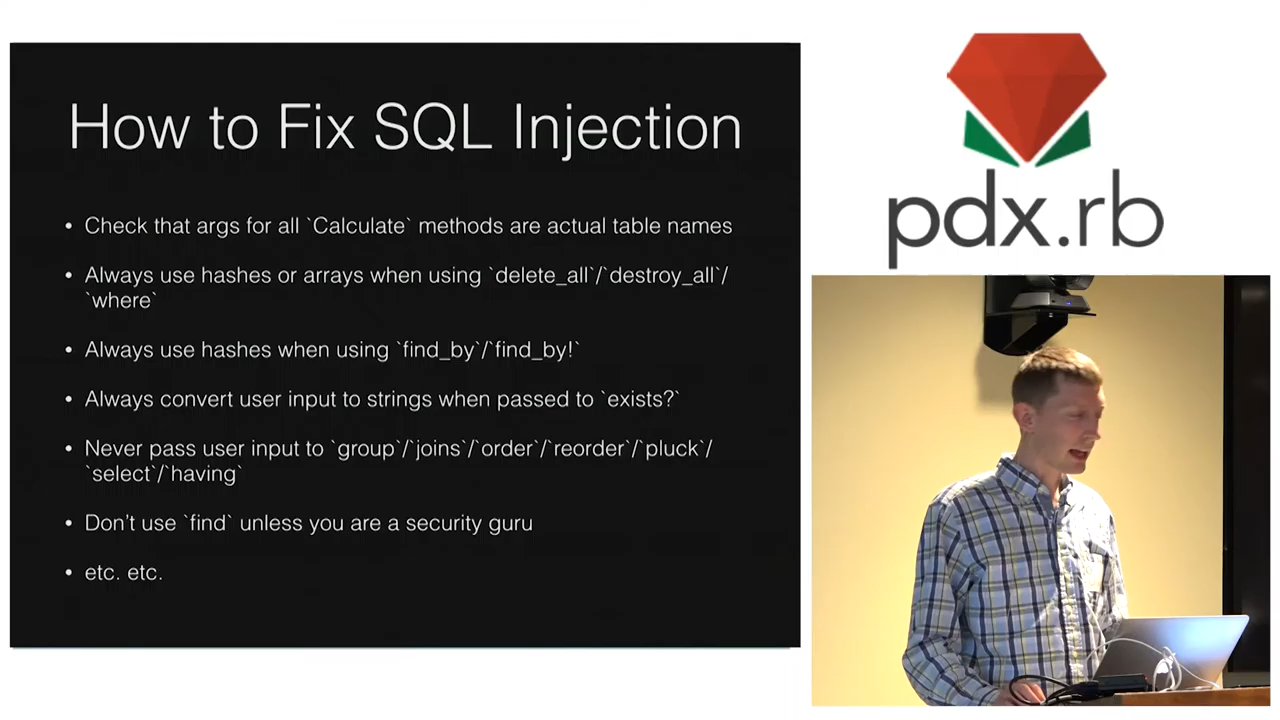 How to Fix SQL Injection
• Check that args for all `Calculate` methods are actual table names
• Always use hashes or arrays when using `delete_all`/`destroy_all`/
`where`
• Always use hashes when using `find_by`/`find_by!`
• Always convert user input to strings when passed to `exists?`
• Never pass user input to `group`/`joins`/`order`/`reorder`/`pluck`/
`select`/`having`
• Don’t use `find` unless you are a security guru
• etc. etc.
pdx.rb